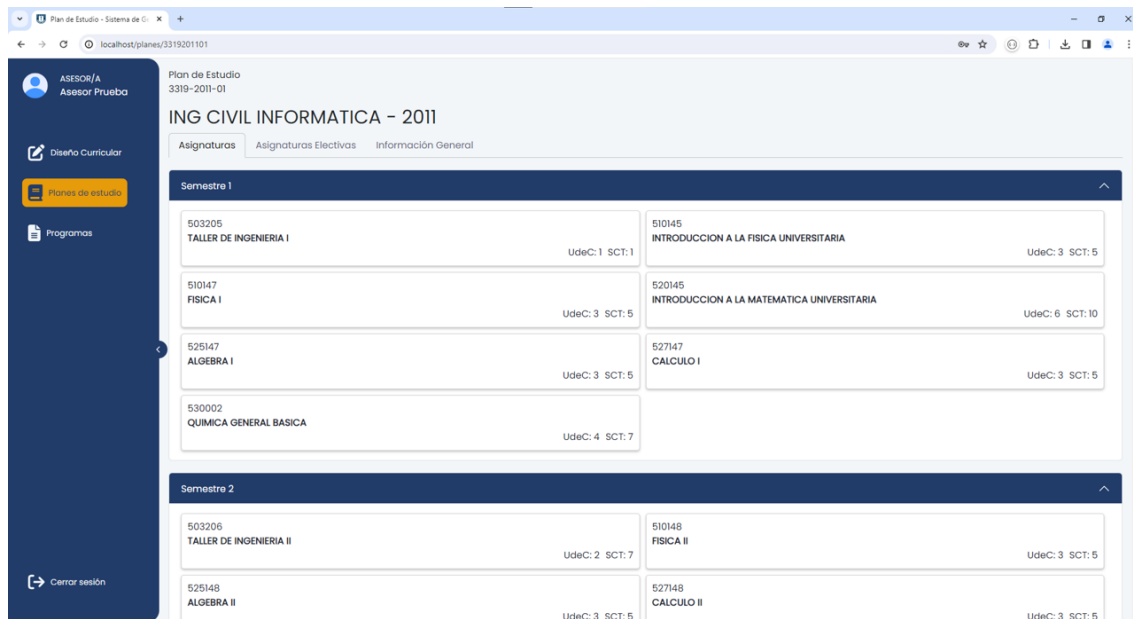 Plan de Estudio - Sistema de G
localhost/planes/3319201101
ASESOR/A
Asesor Prueba
Diseño Curricular
Planes de estudio
Programas
Cerrar sesión
Plan de Estudio
3319-2011-01
ING CIVIL INFORMATICA - 2011
Asignaturas Asignaturas Electivas Información General
Semestre 1
503205
TALLER DE INGENIERIA I
UdeC: 1 SCT: 1
510145
INTRODUCCION A LA FISICA UNIVERSITARIA
UdeC: 3 SCT: 5
510147
FISICA I
UdeC: 3 SCT: 5
520145
INTRODUCCION A LA MATEMATICA UNIVERSITARIA
UdeC: 6 SCT: 10
525147
ALGEBRA I
UdeC: 3 SCT: 5
527147
CALCULO I
UdeC: 3 SCT: 5
530002
QUIMICA GENERAL BASICA
UdeC: 4 SCT: 7
Semestre 2
503206
TALLER DE INGENIERIA II
UdeC: 2 SCT: 7
510148
FISICA II
UdeC: 3 SCT: 5
525148
ALGEBRA II
UdeC: 3 SCT: 5
527148
CALCULO II
UdeC: 3 SCT: 5